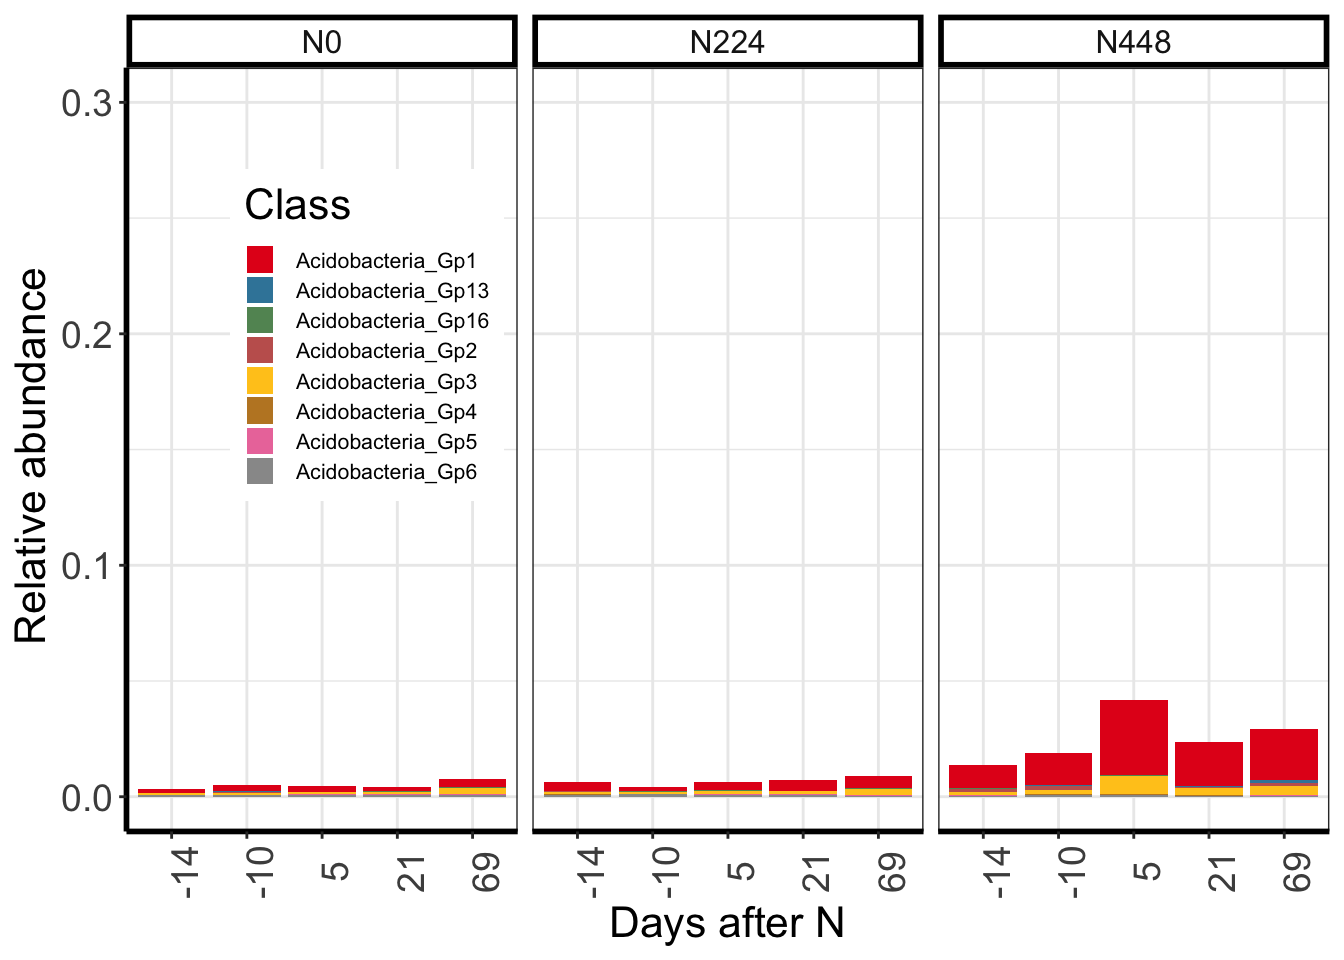 N0 N224 N448
0.3
Class
Acidobacteria_Gp1
Acidobacteria_Gp13
Acidobacteria_Gp16
Acidobacteria_Gp2
Acidobacteria_Gp3
Acidobacteria_Gp4
Acidobacteria_Gp5
Acidobacteria_Gp6
Relative abundance
0.2
0.1
0.0
-14 -10 5 21 69 -14 -10 5 21 69 -14 -10 5 21 69
Days after N